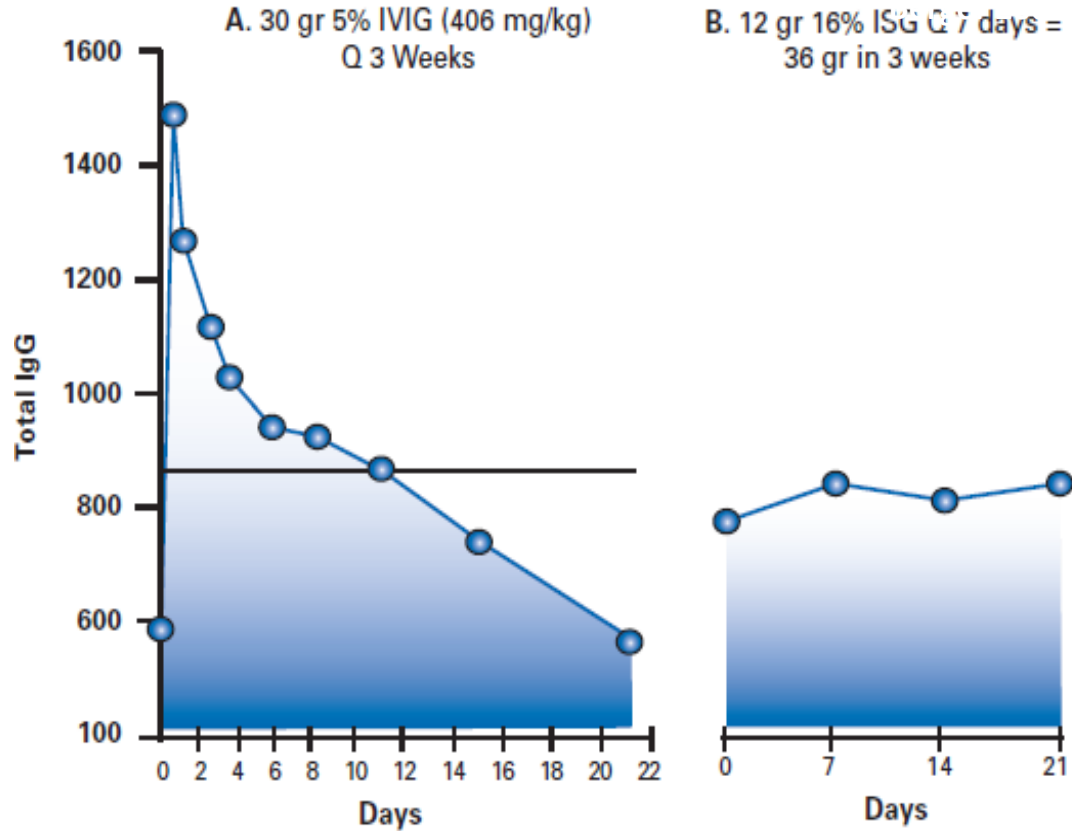 A. 30 gr 5% IVIG (406 mg/kg)
Q 3 Weeks
B. 12 gr 16% ISG Q 7 days =
36 gr in 3 weeks
Total IgG
1600
1400
1200
1000
800
600
100
0 2 4 6 8 10 12 14 16 18 20 22
Days
0 7 14 21
Days